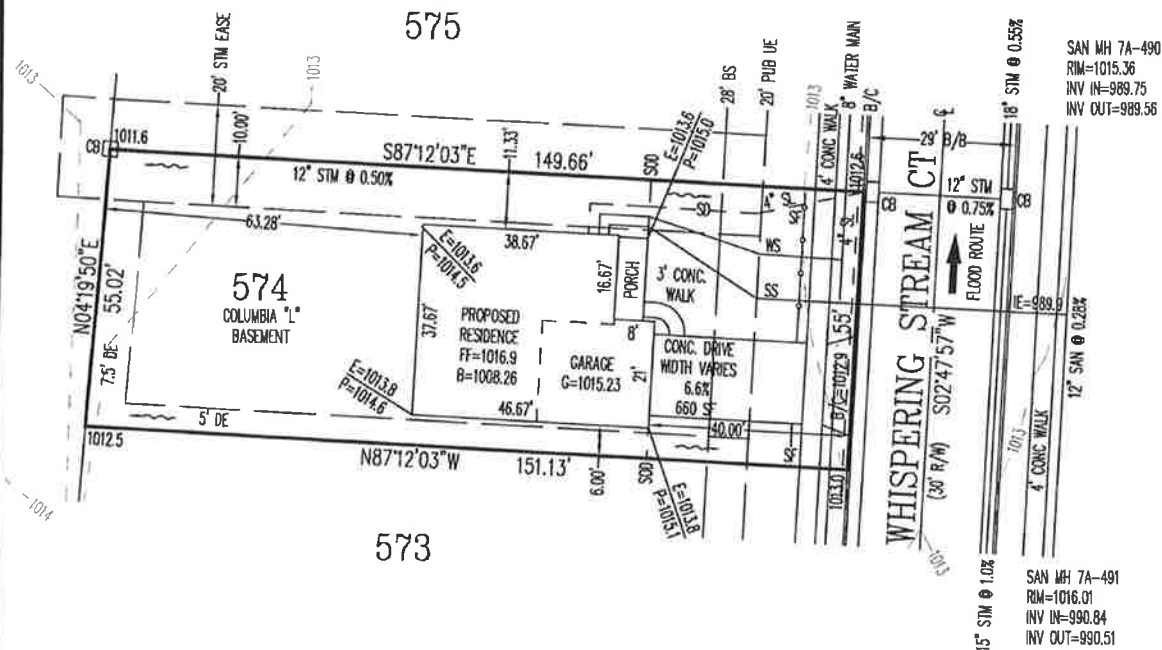 575
1013
20' STM EASE
1013
28' BS
20' PUB UE
1013
8" WATER MAIN
B/C
18" STM @ 0.55%
SAN MH 7A-490
RIM=1015.36
INV IN=989.75
INV OUT=989.56
CB
1011.6
10.00'
S87°12'03"E
149.66'
11.33'
12" STM @ 0.50%
SOD
E=1013.6
P=1015.0
4' CONC WALK
1012.6
29' B/B
CB
12" STM
@ 0.75%
CB
63.28'
38.67'
SD
4"
4" SL
WS
SS
E=1013.6
P=1014.5
16.67'
PORCH
3' CONC.
WALK
FLOOD ROUTE
IE=989.9
N04°19'50"E
55.02'
7.5' DE
574
COLUMBIA "L"
BASEMENT
37.67'
PROPOSED
RESIDENCE
FF=1016.9
B=1008.26
8'
GARAGE
G=1015.23
21'
CONC. DRIVE
WIDTH VARIES
6.6%
660 SF
B/C=1012.9
55'
WHISPERING STREAM CT
(30' R/W)
S02°47'57"W
12" SAN @ 0.28%
E=1013.8
P=1014.6
46.67'
40.00'
5' DE
1012.5
N87°12'03"W
151.13'
6.00'
SOD
E=1013.8
P=1015.1
1013.0
1013
4' CONC WALK
1014
573
1013
15" STM @ 1.0%
SAN MH 7A-491
RIM=1016.01
INV IN=990.84
INV OUT=990.51